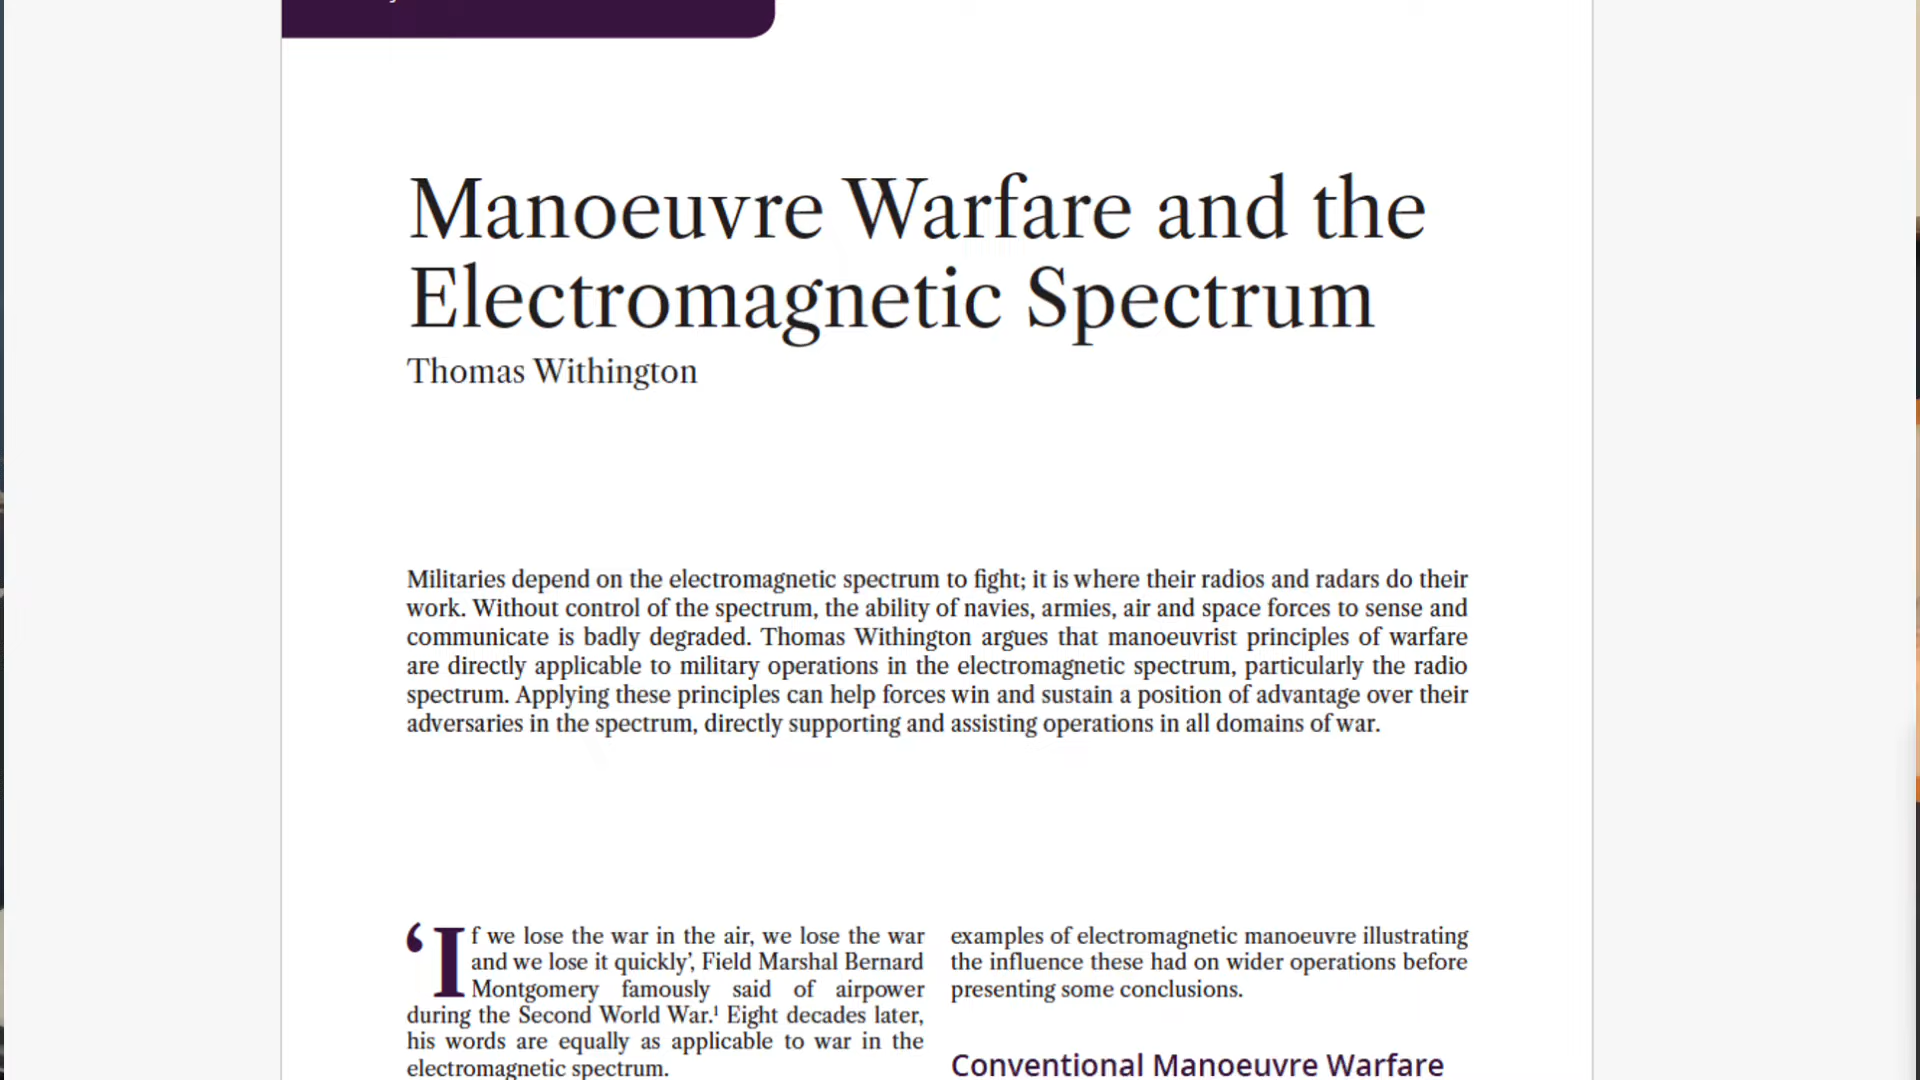 Manoeuvre Warfare and the
Electromagnetic Spectrum
Thomas Withington
Militaries depend on the electromagnetic spectrum to fight; it is where their radios and radars do their
work. Without control of the spectrum, the ability of navies, armies, air and space forces to sense and
communicate is badly degraded. Thomas Withington argues that manoeuvrist principles of warfare
are directly applicable to military operations in the electromagnetic spectrum, particularly the radio
spectrum. Applying these principles can help forces win and sustain a position of advantage over their
adversaries in the spectrum, directly supporting and assisting operations in all domains of war.
‘If we lose the war in the air, we lose the war
and we lose it quickly’, Field Marshal Bernard
Montgomery famously said of airpower
during the Second World War.¹ Eight decades later,
his words are equally as applicable to war in the
electromagnetic spectrum.
examples of electromagnetic manoeuvre illustrating
the influence these had on wider operations before
presenting some conclusions.
Conventional Manoeuvre Warfare